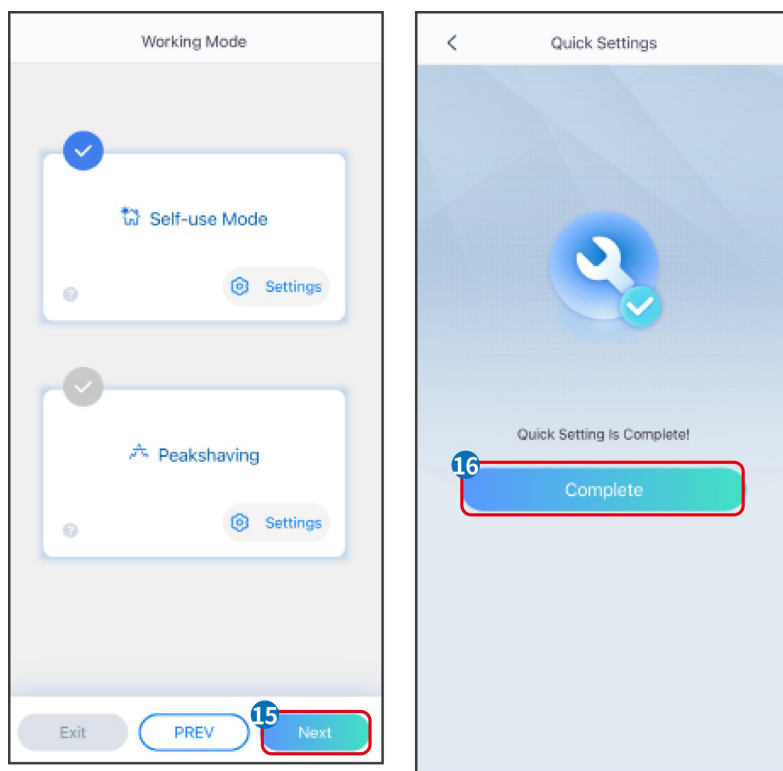 Working Mode
Self-use Mode
?
Settings
Peakshaving
?
Settings
Exit
PREV
15
Next
Quick Settings
Quick Setting Is Complete!
16
Complete